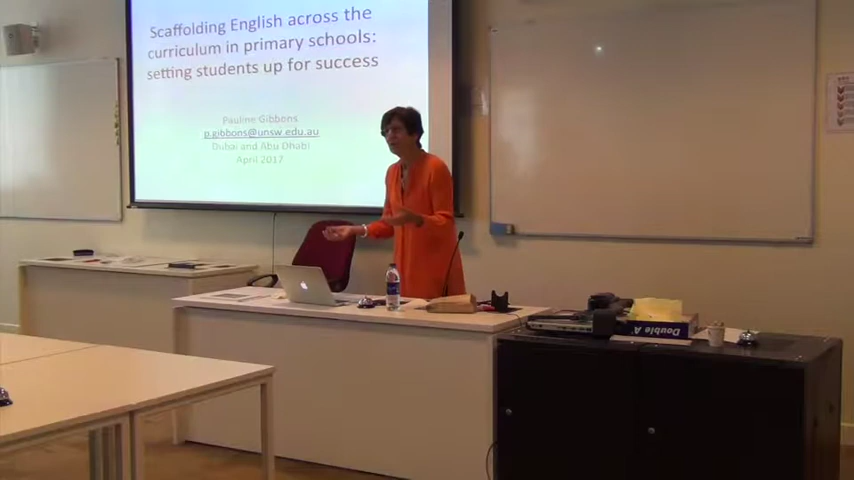 Scaffolding English across the
curriculum in primary schools:
setting students up for success
Pauline Gibbons
p.gibbons@unsw.edu.au
Dubai and Abu Dhabi
April 2017
Double A